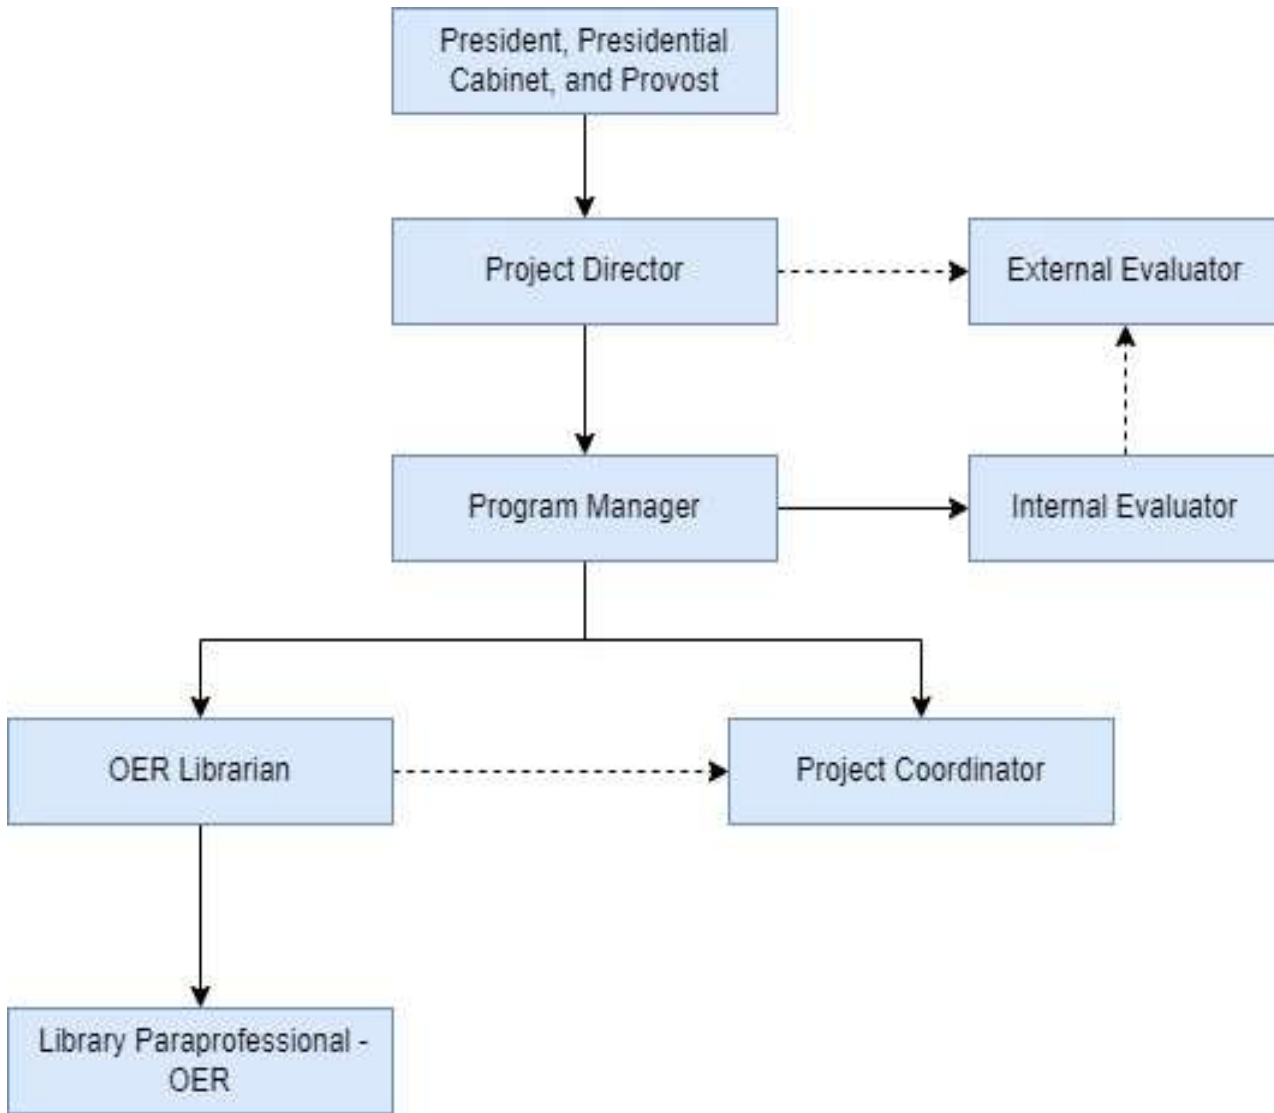 President, Presidential
Cabinet, and Provost
Project Director
External Evaluator
Program Manager
Internal Evaluator
OER Librarian
Project Coordinator
Library Paraprofessional -
OER